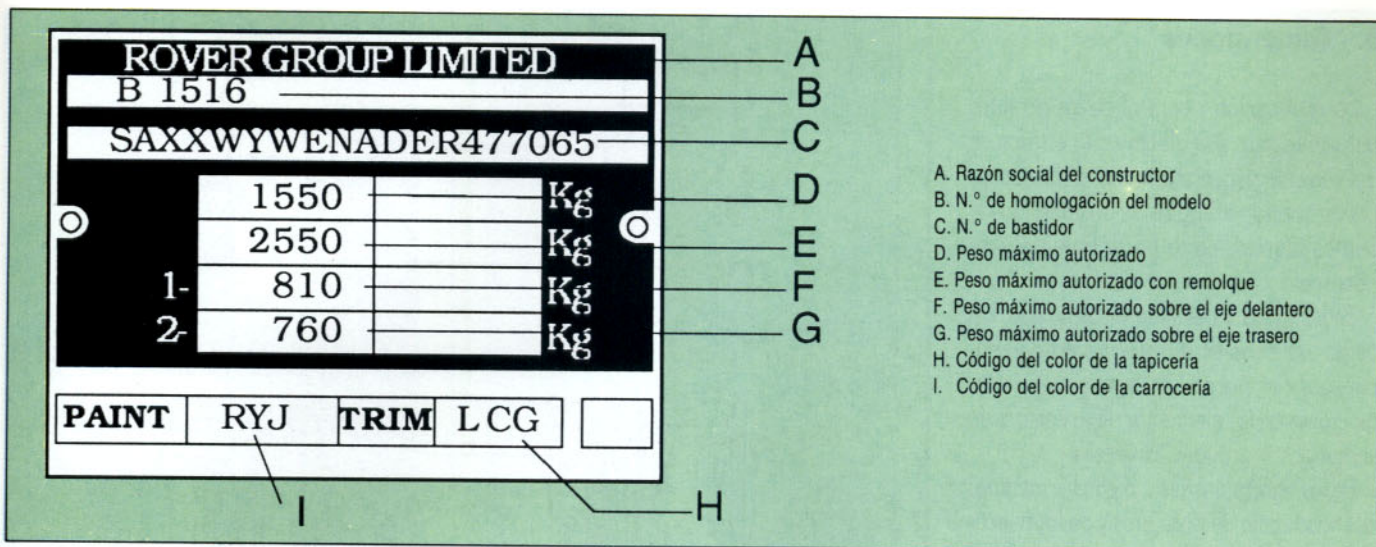 ROVER GROUP LIMITED
B 1516
SAXXWYWENADER477065
1550 Kg
2550 Kg
1- 810 Kg
2- 760 Kg
PAINT RYJ TRIM L CG
A
B
C
D
E
F
G
H
I
A. Razón social del constructor
B. N.° de homologación del modelo
C. N.° de bastidor
D. Peso máximo autorizado
E. Peso máximo autorizado con remolque
F. Peso máximo autorizado sobre el eje delantero
G. Peso máximo autorizado sobre el eje trasero
H. Código del color de la tapicería
I. Código del color de la carrocería